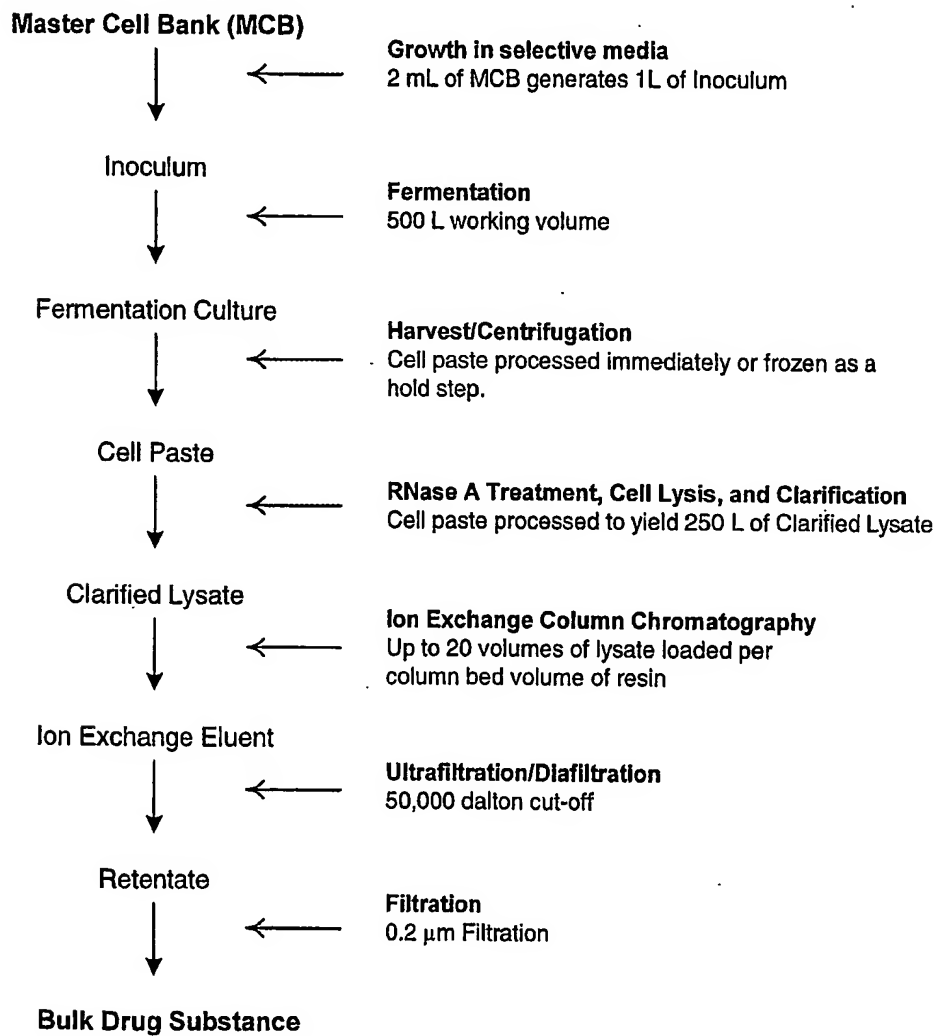 Master Cell Bank (MCB)
Growth in selective media
2 mL of MCB generates 1L of Inoculum
Inoculum
Fermentation
500 L working volume
Fermentation Culture
Harvest/Centrifugation
Cell paste processed immediately or frozen as a
hold step.
Cell Paste
RNase A Treatment, Cell Lysis, and Clarification
Cell paste processed to yield 250 L of Clarified Lysate
Clarified Lysate
Ion Exchange Column Chromatography
Up to 20 volumes of lysate loaded per
column bed volume of resin
Ion Exchange Eluent
Ultrafiltration/Diafiltration
50,000 dalton cut-off
Retentate
Filtration
0.2 μm Filtration
Bulk Drug Substance